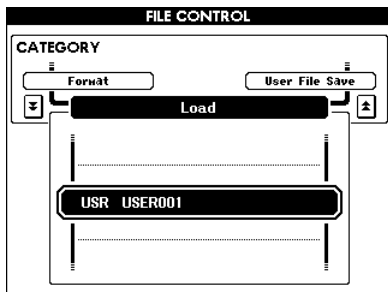 FILE CONTROL
CATEGORY
Format
User File Save
Load
USR USER001